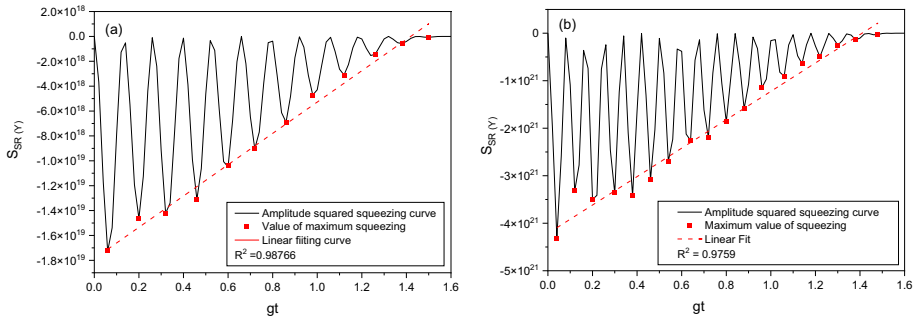 (a)
2.0×10^18
0.0
-2.0×10^18
-4.0×10^18
-6.0×10^18
-8.0×10^18
-1.0×10^19
-1.2×10^19
-1.4×10^19
-1.6×10^19
-1.8×10^19
S_SR (Y)
0.0 0.2 0.4 0.6 0.8 1.0 1.2 1.4 1.6
gt
Amplitude squared squeezing curve
Value of maximum squeezing
Linear fiiting curve
R^2 =0.98766
(b)
0
-1×10^21
-2×10^21
-3×10^21
-4×10^21
-5×10^21
S_SR (Y)
0.0 0.2 0.4 0.6 0.8 1.0 1.2 1.4 1.6
gt
Amplitude squared squeezing curve
Maximum value of squeezing
Linear Fit
R^2 = 0.9759